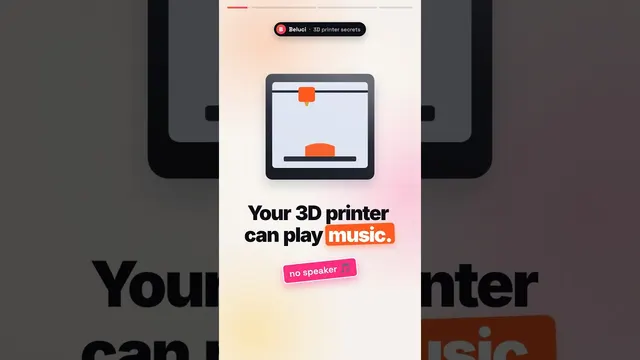 Beluci · 3D printer secrets
Your 3D printer
can play music.
no speaker 🎵